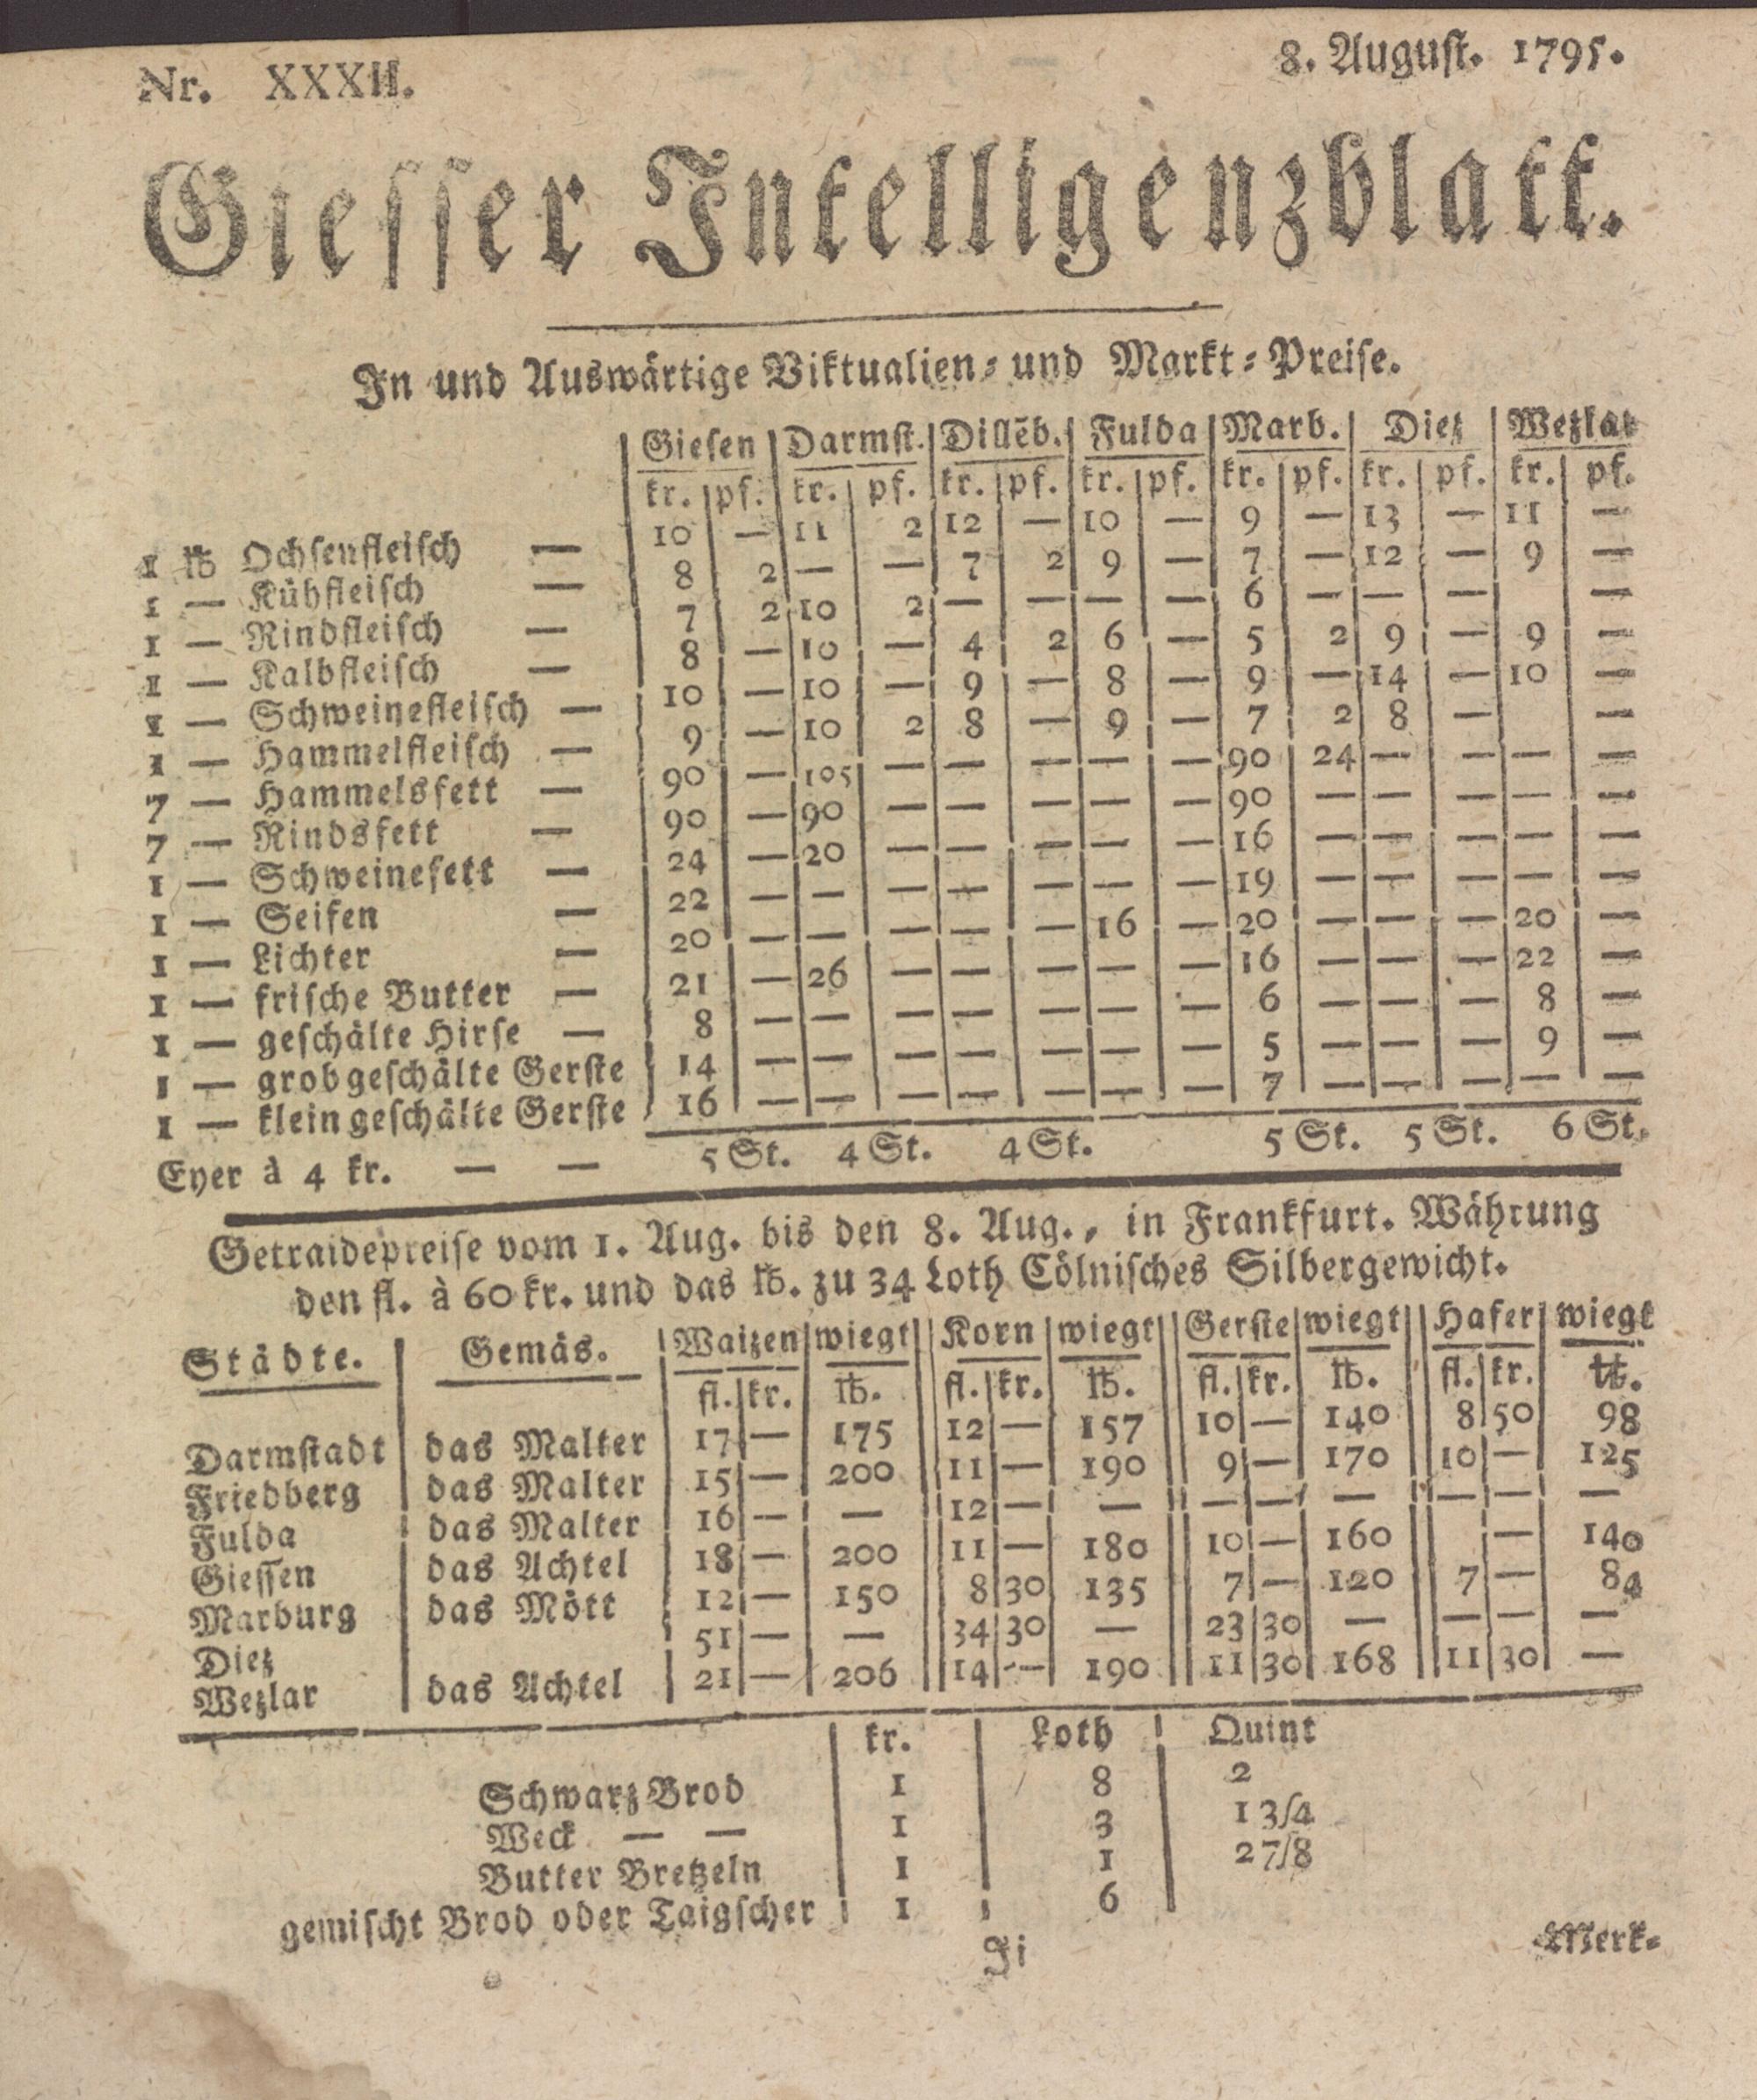 Nr. XXXII. 8. August. 1795.
Giesser Intelligenzblatt.
In und Auswärtige Viktualien- und Markt-Preise.
Giesen Darmst. Dillēb. Fulda Marb. Diez Wezlar
kr. pf. kr. pf. kr. pf. kr. pf. kr. pf. kr. pf. kr. pf.
1 ℔ Ochsenfleisch — 10 — 11 2 12 — 10 — 9 — 13 — 11 —
1 — Kühfleisch — 8 2 — — 7 2 9 — 7 — 12 — 9 —
1 — Rindfleisch — 7 2 10 2 — — — — 6 — — — —
1 — Kalbfleisch — 8 — 10 — 4 2 6 — 5 2 9 — 9 —
1 — Schweinefleisch — 10 — 10 — 9 — 8 — 9 — 14 — 10 —
1 — Hammelfleisch — 9 — 10 2 8 — 9 — 7 2 8 — —
7 — Hammelsfett — 90 — 105 — — — — — 90 24 — — — —
7 — Rindsfett — 90 — 90 — — — — — 90 — — — — —
1 — Schweinefett — 24 — 20 — — — — — 16 — — — — —
1 — Seifen — 22 — — — — — — — 19 — — — — —
1 — Lichter — 20 — — — — — 16 — 20 — — — 20 —
1 — frische Butter — 21 — 26 — — — — — 16 — — — 22 —
1 — geschälte Hirse — 8 — — — — — — — 6 — — — 8 —
1 — grob geschälte Gerste 14 — — — — — — — 5 — — — 9 —
1 — klein geschälte Gerste 16 — — — — — — — 7 — — — — —
Eyer à 4 kr. — — 5 St. 4 St. 4 St. 5 St. 5 St. 6 St.
Getraidepreise vom 1. Aug. bis den 8. Aug., in Frankfurt. Währung
den fl. à 60 kr. und das ℔. zu 34 Loth Cölnisches Silbergewicht.
Städte. Gemäs. Waizen wiegt Korn wiegt Gerste wiegt Hafer wiegt
fl. kr. ℔. fl. kr. ℔. fl. kr. ℔. fl. kr. ℔.
Darmstadt das Malter 17 — 175 12 — 157 10 — 140 8 50 98
Friedberg das Malter 15 — 200 11 — 190 9 — 170 10 — 125
Fulda das Malter 16 — — 12 — — — — — — — —
Giessen das Achtel 18 — 200 11 — 180 10 — 160 — 140
Marburg das Mött 12 — 150 8 30 135 7 — 120 7 — 84
Diez 51 — — 34 30 — 23 30 — — — —
Wezlar das Achtel 21 — 206 14 — 190 11 30 168 11 30 —
kr. Loth Quint
Schwarz Brod 1 8 2
Weck — — 1 3 1 3/4
Butter Bretzeln 1 1 2 7/8
gemischt Brod oder Taigscher 1 6
Ji Merk-